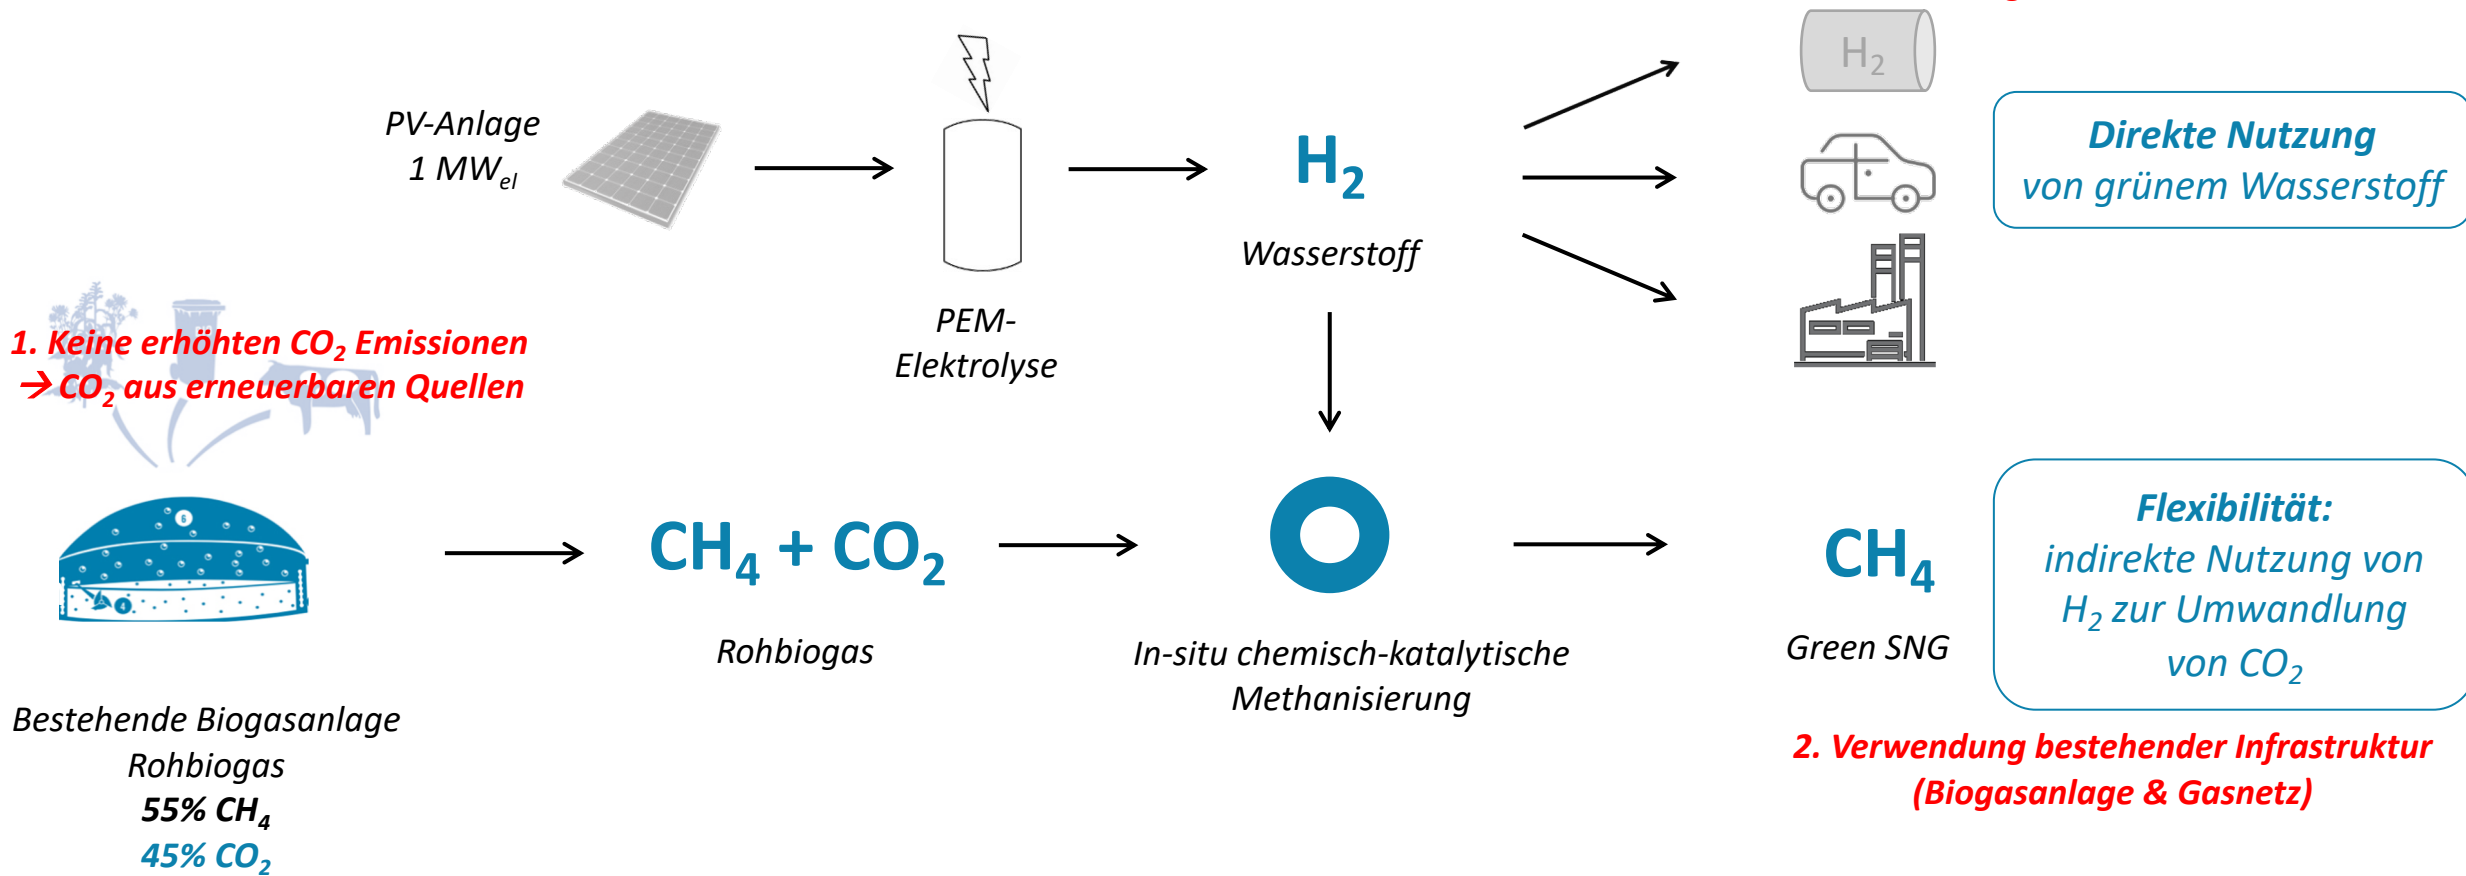 H₂
PV-Anlage
1 MWel
H₂
Wasserstoff
Direkte Nutzung
von grünem Wasserstoff
PEM-
Elektrolyse
1. Keine erhöhten CO₂ Emissionen
→ CO₂ aus erneuerbaren Quellen
6
4
CH₄ + CO₂
Rohbiogas
In-situ chemisch-katalytische
Methanisierung
CH₄
Green SNG
Flexibilität:
indirekte Nutzung von
H₂ zur Umwandlung
von CO₂
Bestehende Biogasanlage
Rohbiogas
55% CH₄
45% CO₂
2. Verwendung bestehender Infrastruktur
(Biogasanlage & Gasnetz)